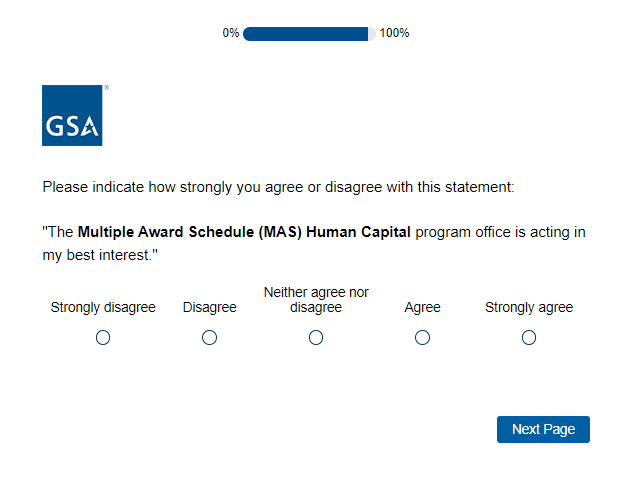 0% 100%
GSA
Please indicate how strongly you agree or disagree with this statement:
"The Multiple Award Schedule (MAS) Human Capital program office is acting in
my best interest."
Strongly disagree Disagree Neither agree nor disagree Agree Strongly agree
Next Page